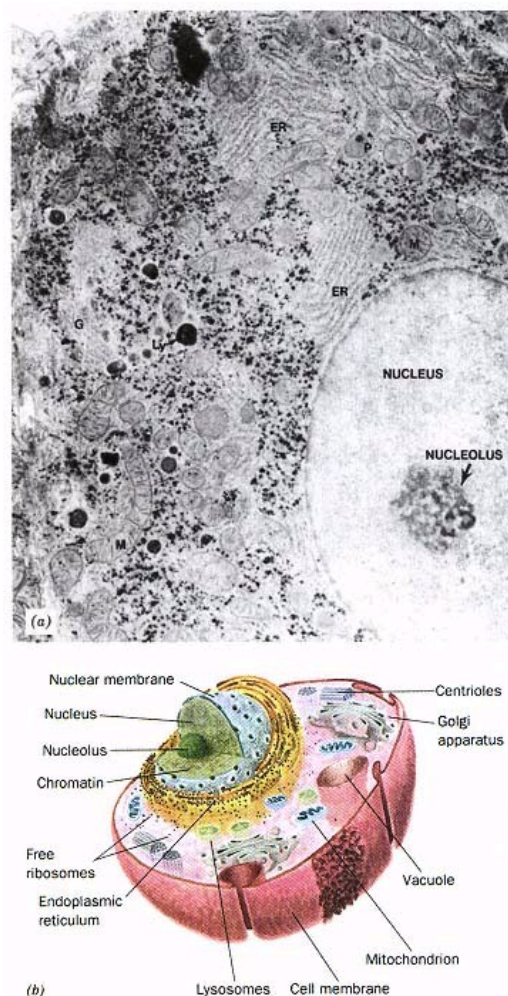 ER
P
M
ER
G
Ly
NUCLEUS
NUCLEOLUS
M
(a)
Nuclear membrane
Nucleus
Nucleolus
Chromatin
Free
ribosomes
Endoplasmic
reticulum
Lysosomes
Cell membrane
Mitochondrion
Vacuole
Golgi
apparatus
Centrioles
(b)